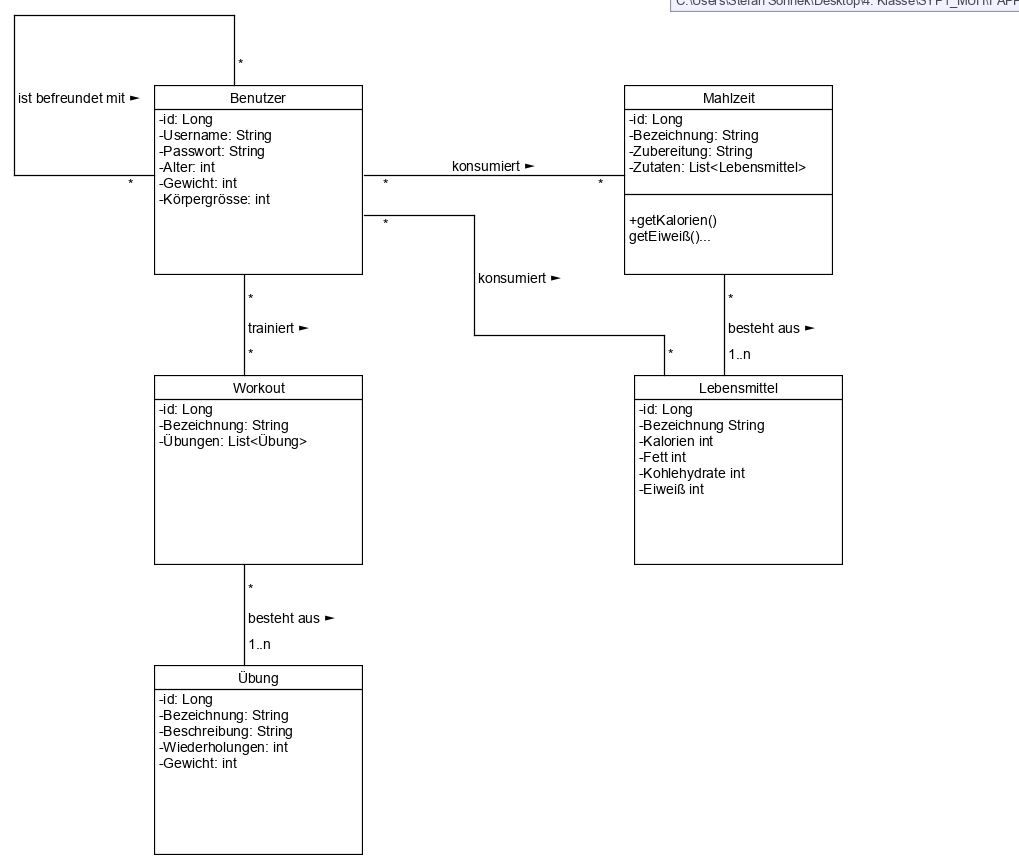 C:\Users\Stefan Sohnek\Desktop\4. Klasse\SYP1_MUH\FAPP
*
ist befreundet mit ►
*
Benutzer
-id: Long
-Username: String
-Passwort: String
-Alter: int
-Gewicht: int
-Körpergrösse: int
konsumiert ►
*
*
Mahlzeit
-id: Long
-Bezeichnung: String
-Zubereitung: String
-Zutaten: List<Lebensmittel>
+getKalorien()
getEiweiß()...
*
konsumiert ►
*
*
trainiert ►
*
*
besteht aus ►
1..n
Workout
-id: Long
-Bezeichnung: String
-Übungen: List<Übung>
Lebensmittel
-id: Long
-Bezeichnung String
-Kalorien int
-Fett int
-Kohlehydrate int
-Eiweiß int
*
besteht aus ►
1..n
Übung
-id: Long
-Bezeichnung: String
-Beschreibung: String
-Wiederholungen: int
-Gewicht: int